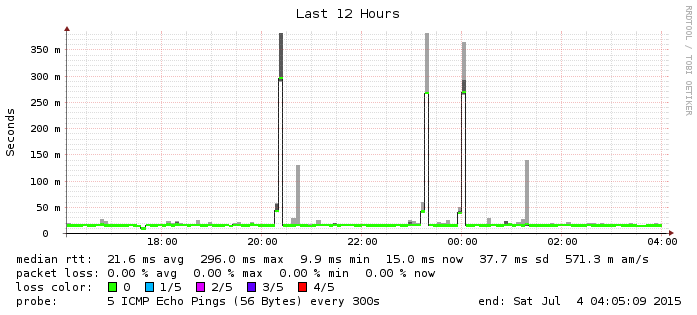 Last 12 Hours
RRDTOOL / TOBI OETIKER
Seconds
350 m
300 m
250 m
200 m
150 m
100 m
50 m
0
18:00 20:00 22:00 00:00 02:00 04:00
median rtt: 21.6 ms avg 296.0 ms max 9.9 ms min 15.0 ms now 37.7 ms sd 571.3 m am/s
packet loss: 0.00 % avg 0.00 % max 0.00 % min 0.00 % now
loss color: 0 1/5 2/5 3/5 4/5
probe: 5 ICMP Echo Pings (56 Bytes) every 300s end: Sat Jul 4 04:05:09 2015